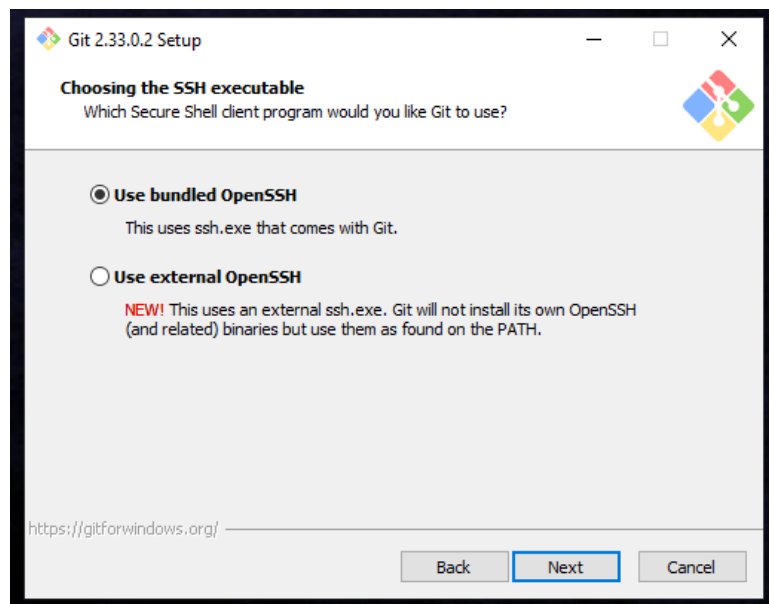 Git 2.33.0.2 Setup
Choosing the SSH executable
Which Secure Shell client program would you like Git to use?
Use bundled OpenSSH
This uses ssh.exe that comes with Git.
Use external OpenSSH
NEW! This uses an external ssh.exe. Git will not install its own OpenSSH
(and related) binaries but use them as found on the PATH.
https://gitforwindows.org/
Back Next Cancel